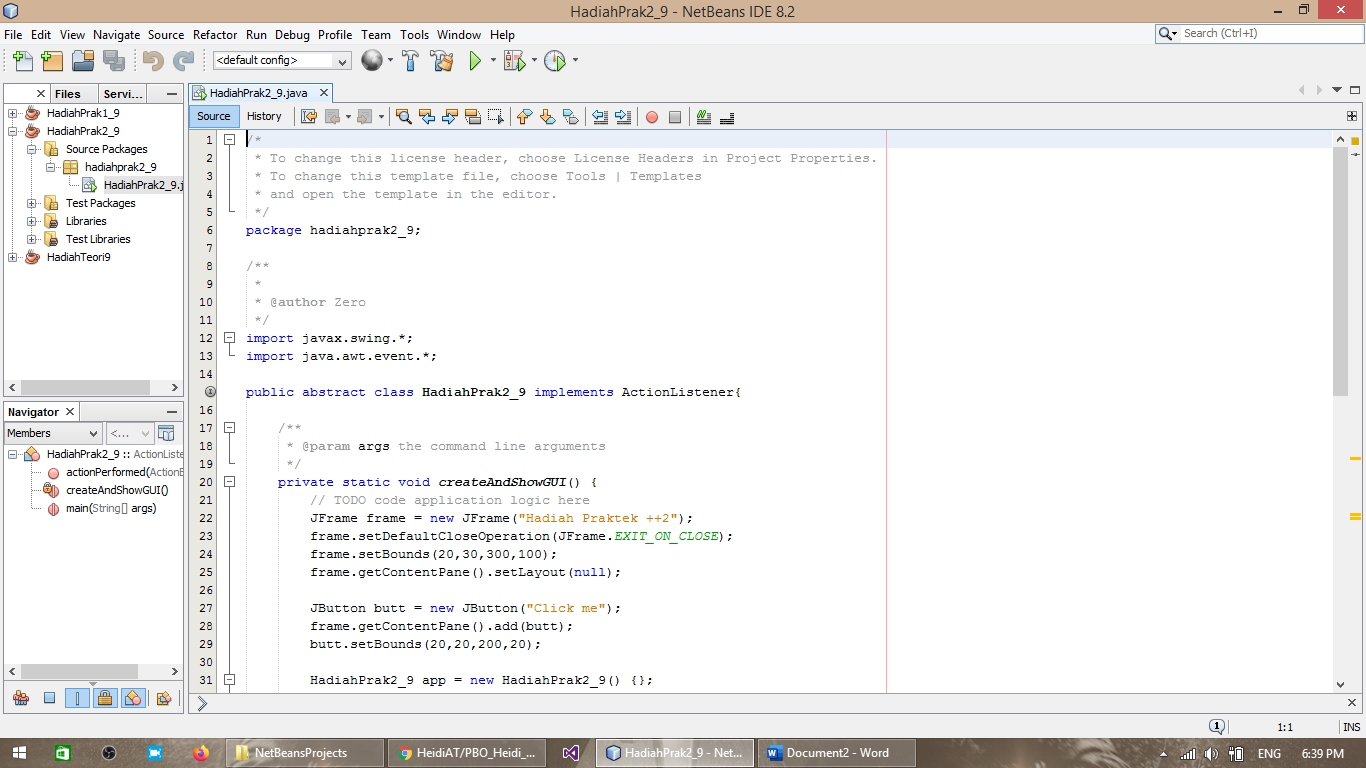 HadiahPrak2_9 - NetBeans IDE 8.2
File Edit View Navigate Source Refactor Run Debug Profile Team Tools Window Help
Search (Ctrl+I)
<default config>
Files Servi...
HadiahPrak1_9
HadiahPrak2_9
Source Packages
hadiahprak2_9
HadiahPrak2_9.j
Test Packages
Libraries
Test Libraries
HadiahTeori9
Navigator
Members <...
HadiahPrak2_9 :: ActionListe
actionPerformed(ActionE
createAndShowGUI()
main(String[] args)
HadiahPrak2_9.java
Source History
1 /*
2 * To change this license header, choose License Headers in Project Properties.
3 * To change this template file, choose Tools | Templates
4 * and open the template in the editor.
5 */
6 package hadiahprak2_9;
7
8 /**
9 *
10 * @author Zero
11 */
12 import javax.swing.*;
13 import java.awt.event.*;
14
public abstract class HadiahPrak2_9 implements ActionListener{
16
17 /**
18 * @param args the command line arguments
19 */
20 private static void createAndShowGUI() {
21 // TODO code application logic here
22 JFrame frame = new JFrame("Hadiah Praktek ++2");
23 frame.setDefaultCloseOperation(JFrame.EXIT_ON_CLOSE);
24 frame.setBounds(20,30,300,100);
25 frame.getContentPane().setLayout(null);
26
27 JButton butt = new JButton("Click me");
28 frame.getContentPane().add(butt);
29 butt.setBounds(20,20,200,20);
30
31 HadiahPrak2_9 app = new HadiahPrak2_9() {};
1 1:1 INS
NetBeansProjects
HeidiAT/PBO_Heidi_...
HadiahPrak2_9 - Net...
Document2 - Word
ENG 6:39 PM